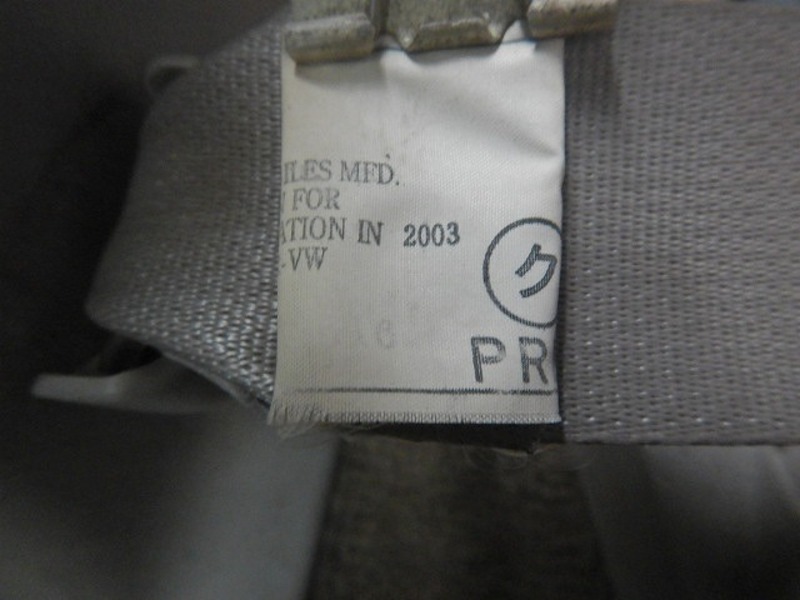 ILES MFD.
FOR
ATION IN 2003
-VW
ク
PR